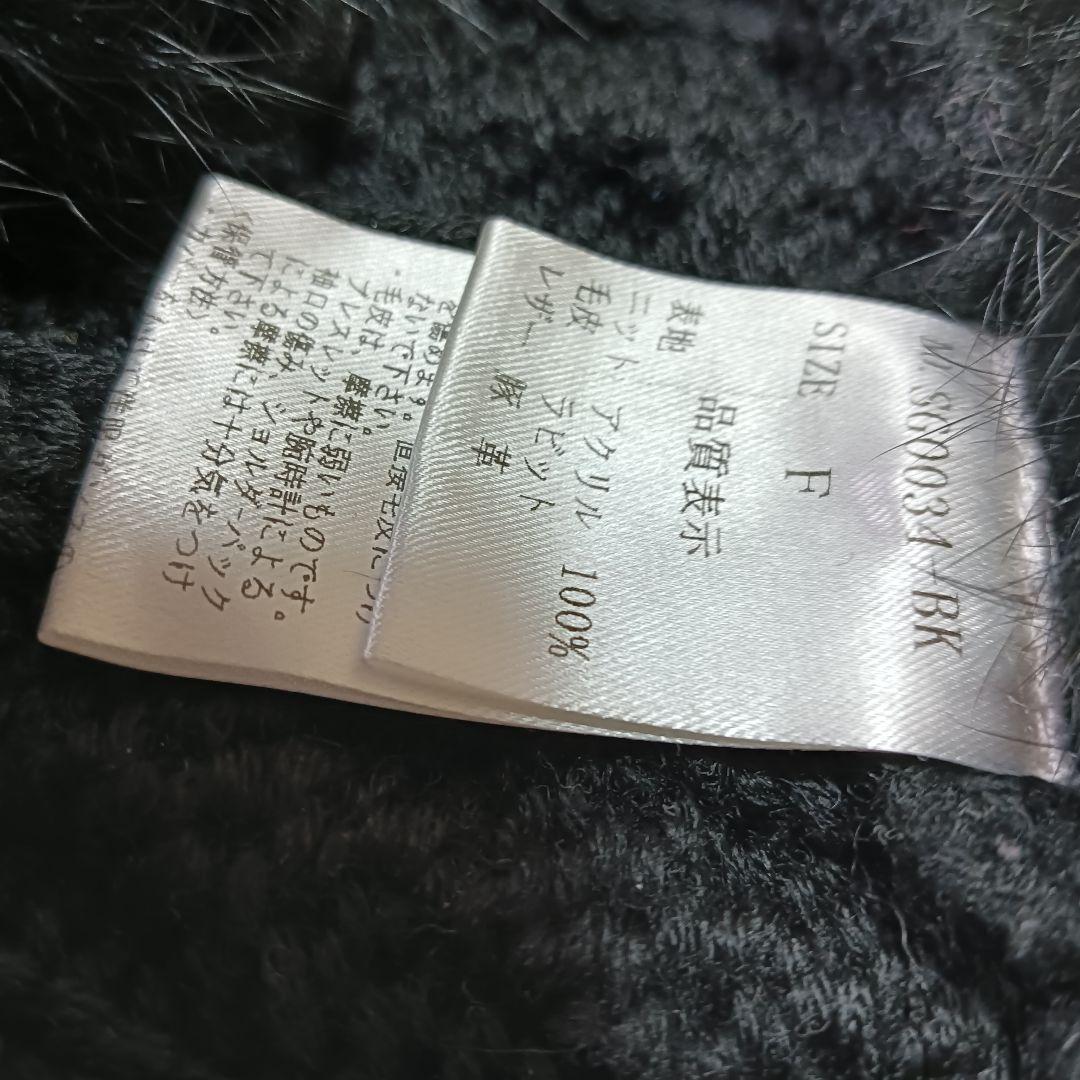 M.SG0034-BK
SIZE F
品質表示
表地
ニット アクリル 100%
毛皮 ラビット
レザー 豚革
ないで下さい。
・毛皮は、摩擦に弱いものです。
ブレスレットや腕時計による
袖口の傷み、ショルダーバック
による摩擦には十分気をつけ
て下さい。
《保管方法》